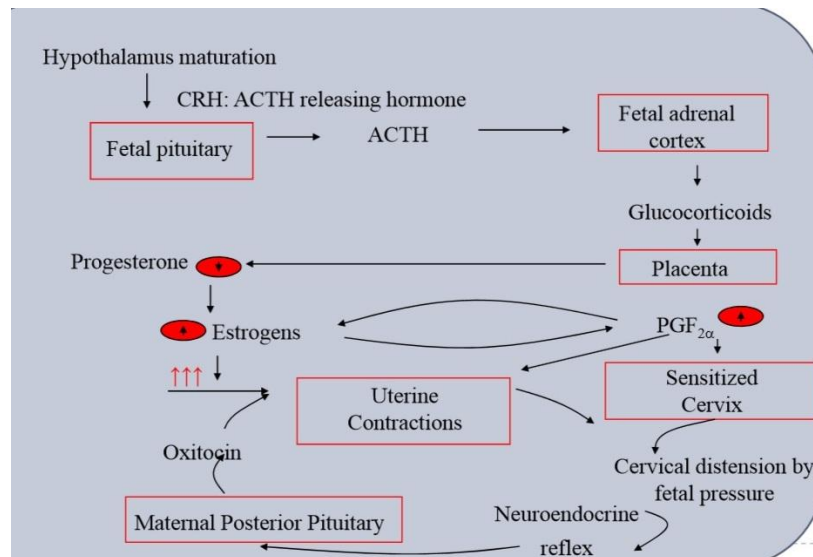 Hypothalamus maturation
CRH: ACTH releasing hormone
Fetal pituitary
ACTH
Fetal adrenal
cortex
Glucocorticoids
Progesterone
Placenta
Estrogens
PGF2α
↑↑↑
Uterine
Contractions
Sensitized
Cervix
Oxitocin
Cervical distension by
fetal pressure
Maternal Posterior Pituitary
Neuroendocrine
reflex